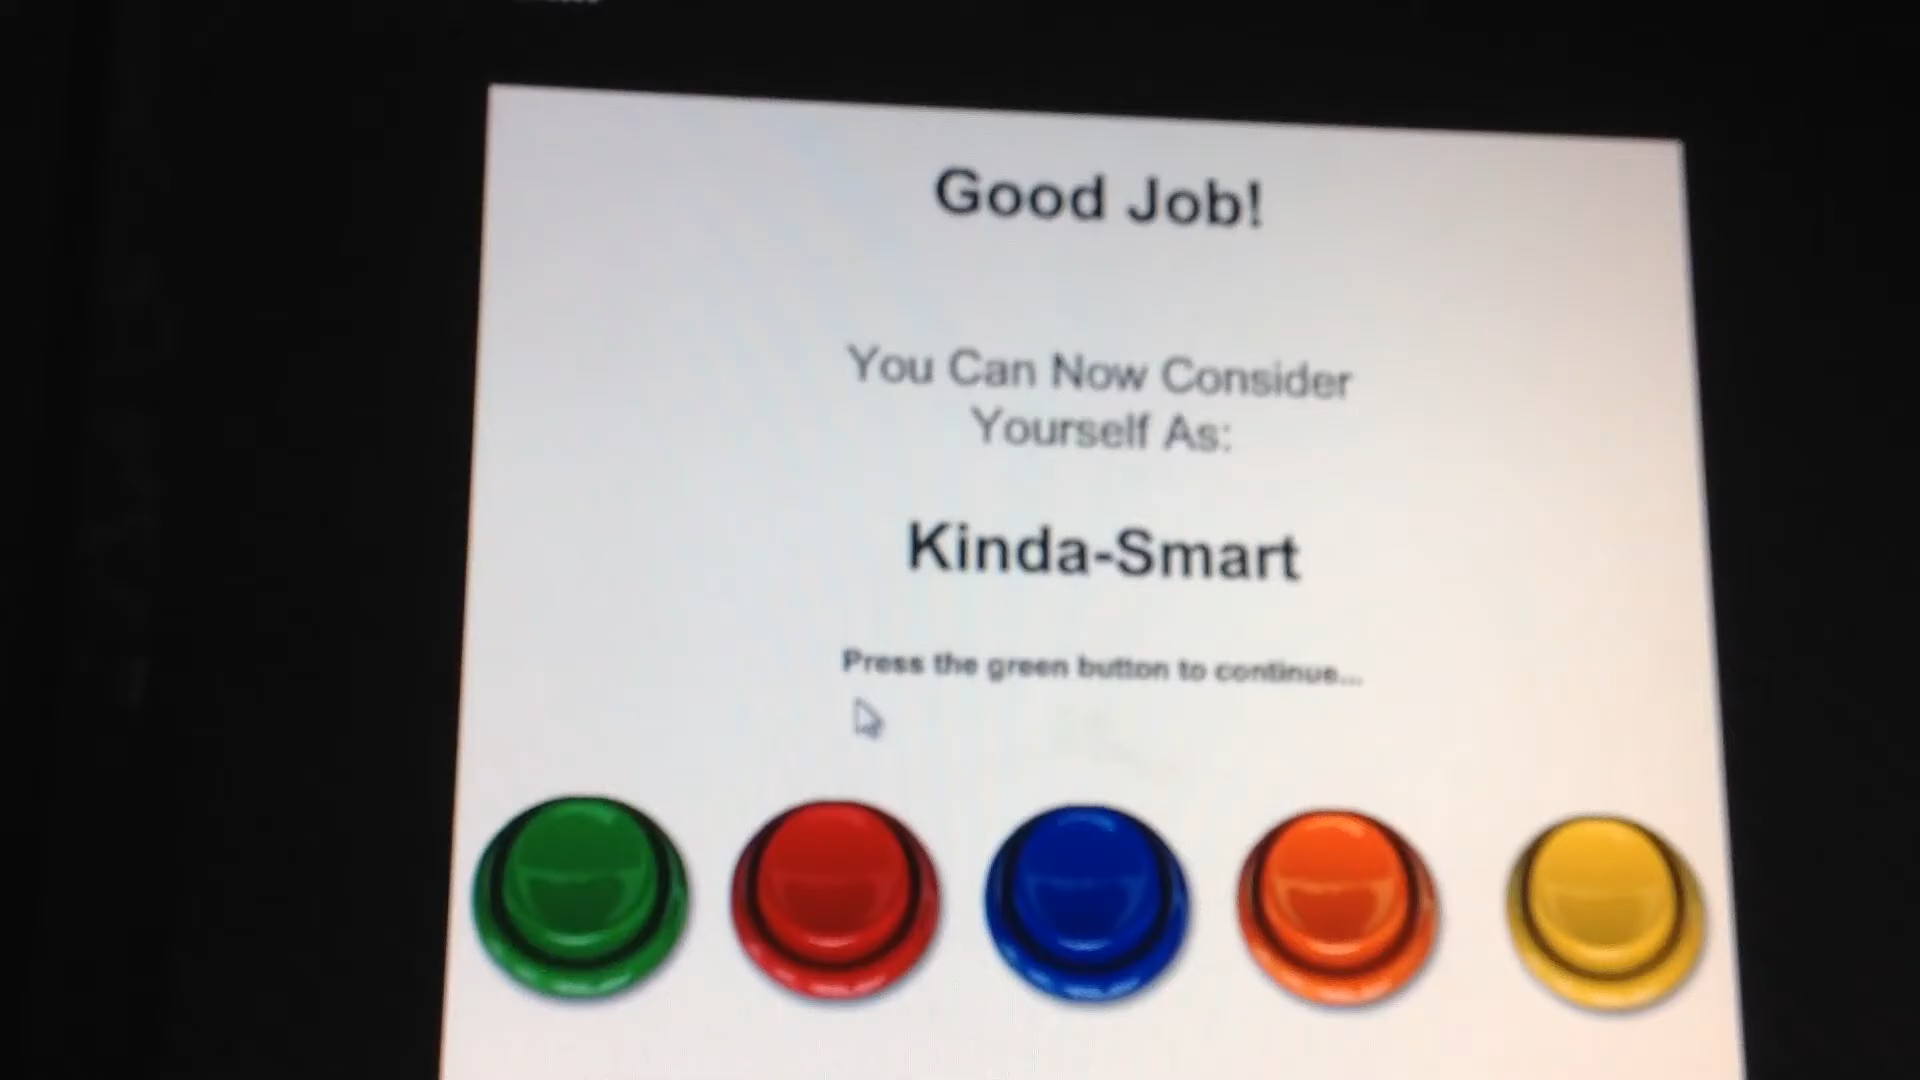 Good Job!
You Can Now Consider
Yourself As:
Kinda-Smart
Press the green button to continue...